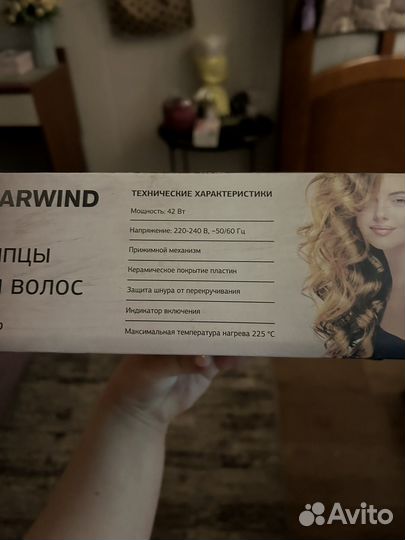 ARWIND
ипцы
волос
ТЕХНИЧЕСКИЕ ХАРАКТЕРИСТИКИ
Мощность: 42 Вт
Напряжение: 220-240 В, ~50/60 Гц
Прижимной механизм
Керамическое покрытие пластин
Защита шнура от перекручивания
Индикатор включения
Максимальная температура нагрева 225 °С
Avito